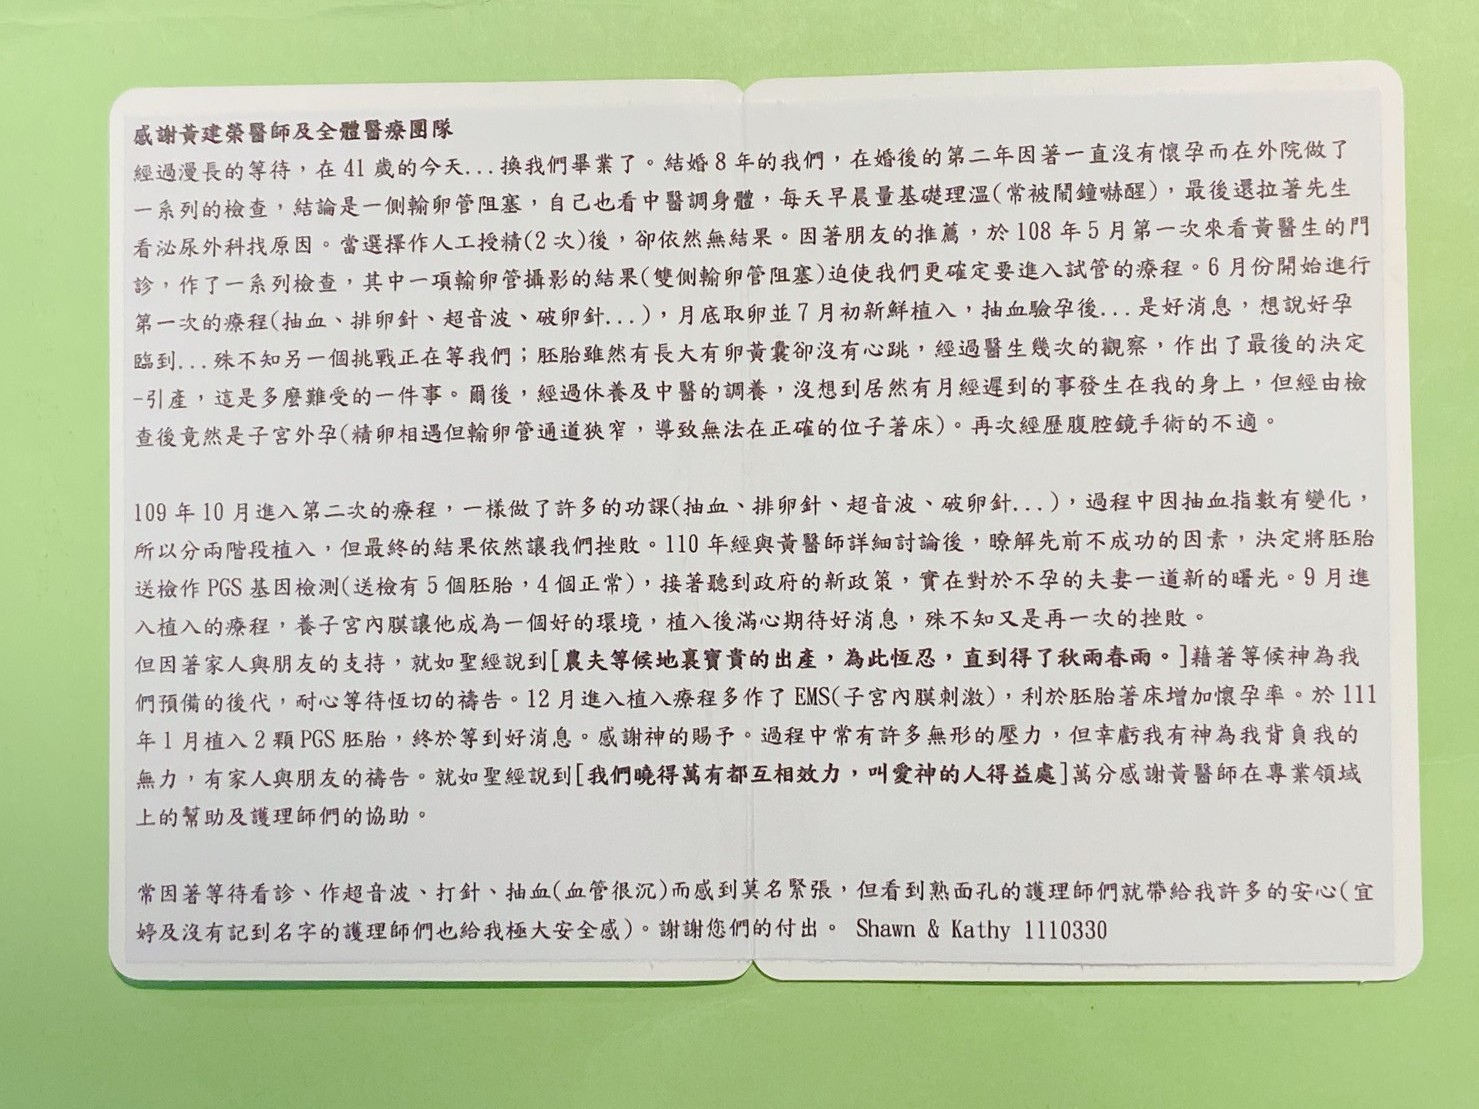 感謝黃建榮醫師及全體醫療團隊
經過漫長的等待，在 41 歲的今天...換我們畢業了。結婚 8 年的我們，在婚後的第二年因著一直沒有懷孕而在外院做了
一系列的檢查，結論是一側輸卵管阻塞，自己也看中醫調身體，每天早晨量基礎理溫(常被鬧鐘嚇醒)，最後還拉著先生
看泌尿外科找原因。當選擇作人工授精(2 次)後，卻依然無結果。因著朋友的推薦，於 108 年 5 月第一次來看黃醫生的門
診，作了一系列檢查，其中一項輸卵管攝影的結果(雙側輸卵管阻塞)迫使我們更確定要進入試管的療程。6 月份開始進行
第一次的療程(抽血、排卵針、超音波、破卵針...)，月底取卵並 7 月初新鮮植入，抽血驗孕後...是好消息，想說好孕
臨到...殊不知另一個挑戰正在等我們；胚胎雖然有長大有卵黃囊卻沒有心跳，經過醫生幾次的觀察，作出了最後的決定
-引產，這是多麼難受的一件事。爾後，經過休養及中醫的調養，沒想到居然有月經遲到的事發生在我的身上，但經由檢
查後竟然是子宮外孕(精卵相遇但輸卵管通道狹窄，導致無法在正確的位子著床)。再次經歷腹腔鏡手術的不適。
109 年 10 月進入第二次的療程，一樣做了許多的功課(抽血、排卵針、超音波、破卵針...)，過程中因抽血指數有變化，
所以分兩階段植入，但最終的結果依然讓我們挫敗。110 年經與黃醫師詳細討論後，瞭解先前不成功的因素，決定將胚胎
送檢作 PGS 基因檢測(送檢有 5 個胚胎，4 個正常)，接著聽到政府的新政策，實在對於不孕的夫妻一道新的曙光。9 月進
入植入的療程，養子宮內膜讓他成為一個好的環境，植入後滿心期待好消息，殊不知又是再一次的挫敗。
但因著家人與朋友的支持，就如聖經說到[農夫等候地裏寶貴的出產，為此恆忍，直到得了秋雨春雨。]藉著等候神為我
們預備的後代，耐心等待恆切的禱告。12 月進入植入療程多作了 EMS(子宮內膜刺激)，利於胚胎著床增加懷孕率。於 111
年 1 月植入 2 顆 PGS 胚胎，終於等到好消息。感謝神的賜予。過程中常有許多無形的壓力，但幸虧我有神為我背負我的
無力，有家人與朋友的禱告。就如聖經說到[我們曉得萬有都互相效力，叫愛神的人得益處]萬分感謝黃醫師在專業領域
上的幫助及護理師們的協助。
常因著等待看診、作超音波、打針、抽血(血管很沉)而感到莫名緊張，但看到熟面孔的護理師們就帶給我許多的安心(宜
婷及沒有記到名字的護理師們也給我極大安全感)。謝謝您們的付出。 Shawn & Kathy 1110330